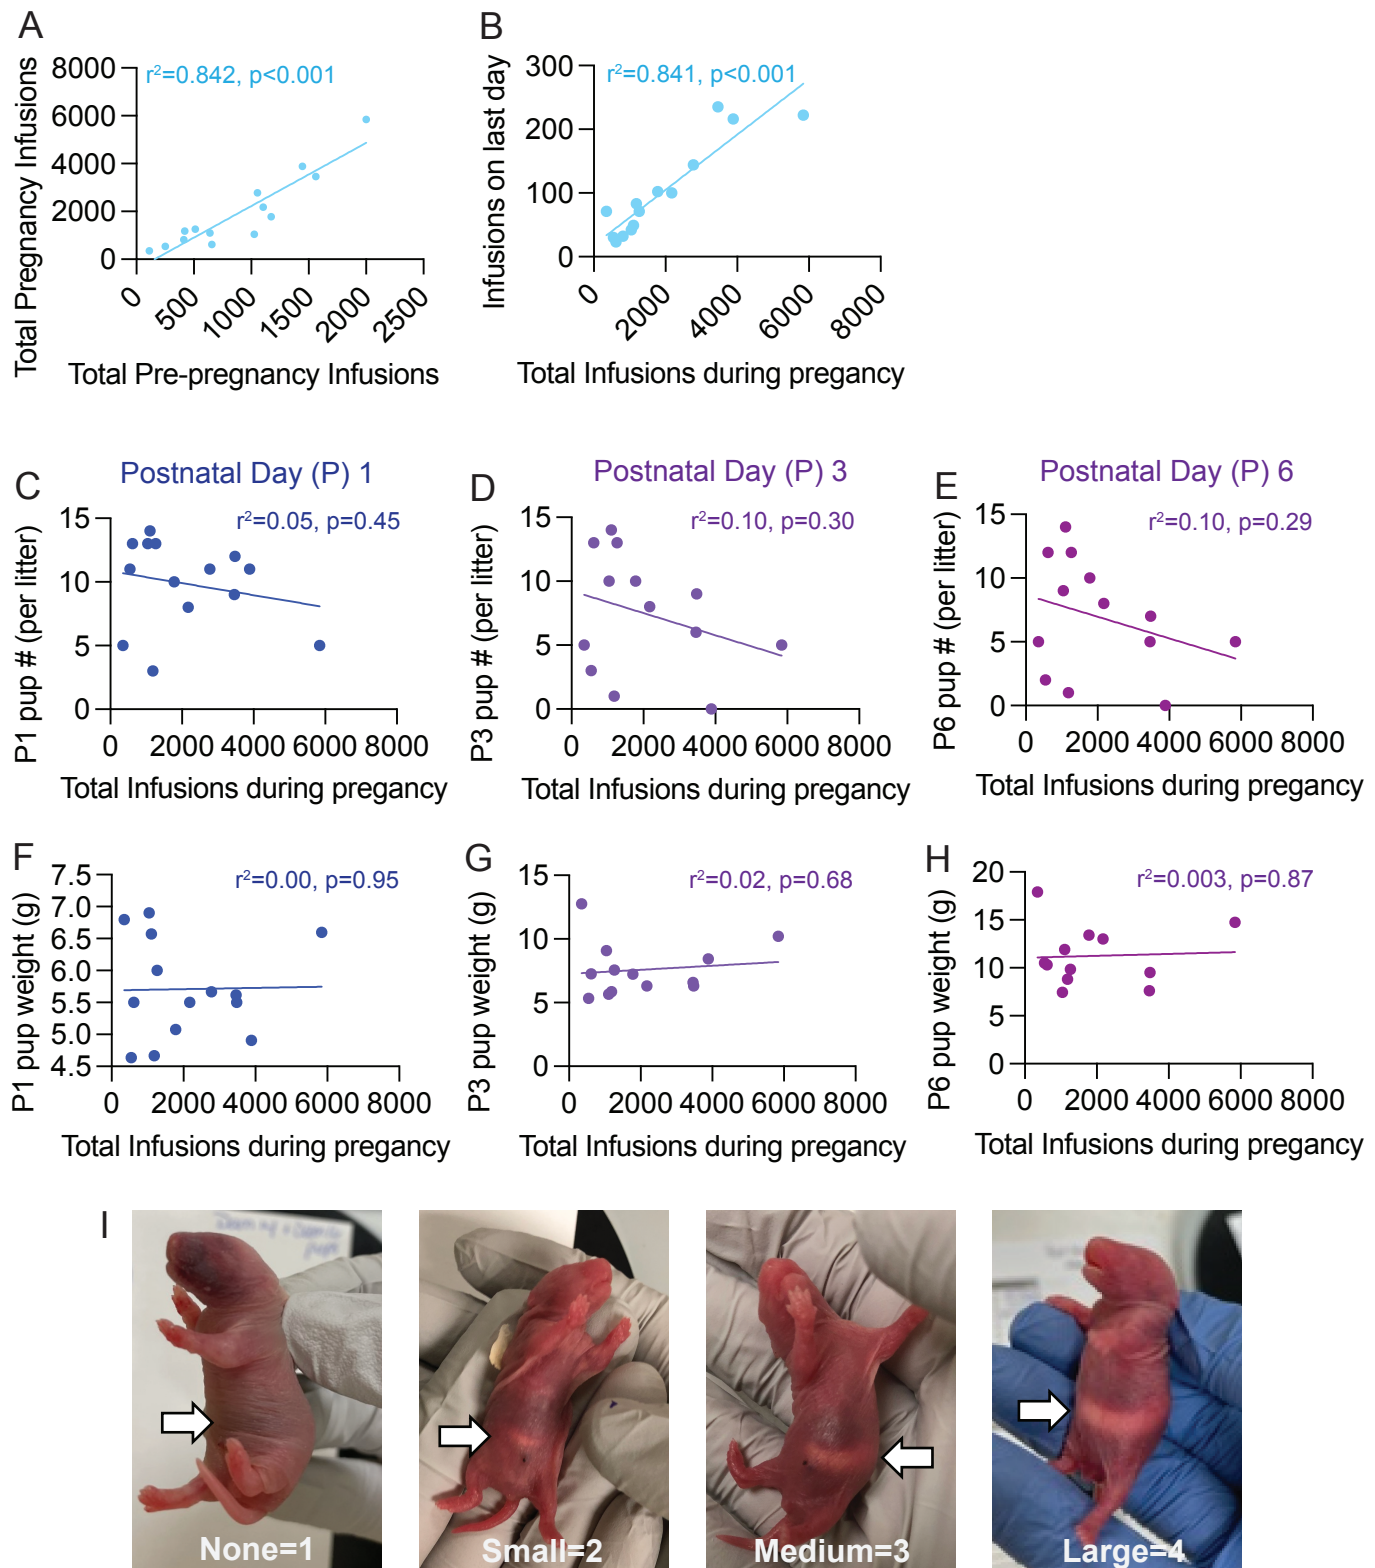 A
B
r²=0.842, p<0.001
r²=0.841, p<0.001
Total Pregnancy Infusions
8000
6000
4000
2000
0
0
500
1000
1500
2000
2500
Total Pre-pregnancy Infusions
Infusions on last day
300
200
100
0
0
2000
4000
6000
8000
Total Infusions during pregancy
C
Postnatal Day (P) 1
r²=0.05, p=0.45
P1 pup # (per litter)
15
10
5
0
0 2000 4000 6000 8000
Total Infusions during pregancy
D
Postnatal Day (P) 3
r²=0.10, p=0.30
P3 pup # (per litter)
15
10
5
0
0 2000 4000 6000 8000
Total Infusions during pregancy
E
Postnatal Day (P) 6
r²=0.10, p=0.29
P6 pup # (per litter)
15
10
5
0
0 2000 4000 6000 8000
Total Infusions during pregancy
F
r²=0.00, p=0.95
P1 pup weight (g)
7.5
7.0
6.5
6.0
5.5
5.0
4.5
0 2000 4000 6000 8000
Total Infusions during pregancy
G
r²=0.02, p=0.68
P3 pup weight (g)
15
10
5
0
0 2000 4000 6000 8000
Total Infusions during pregancy
H
r²=0.003, p=0.87
P6 pup weight (g)
20
15
10
5
0
0 2000 4000 6000 8000
Total Infusions during pregancy
I
None=1
Small=2
Medium=3
Large=4